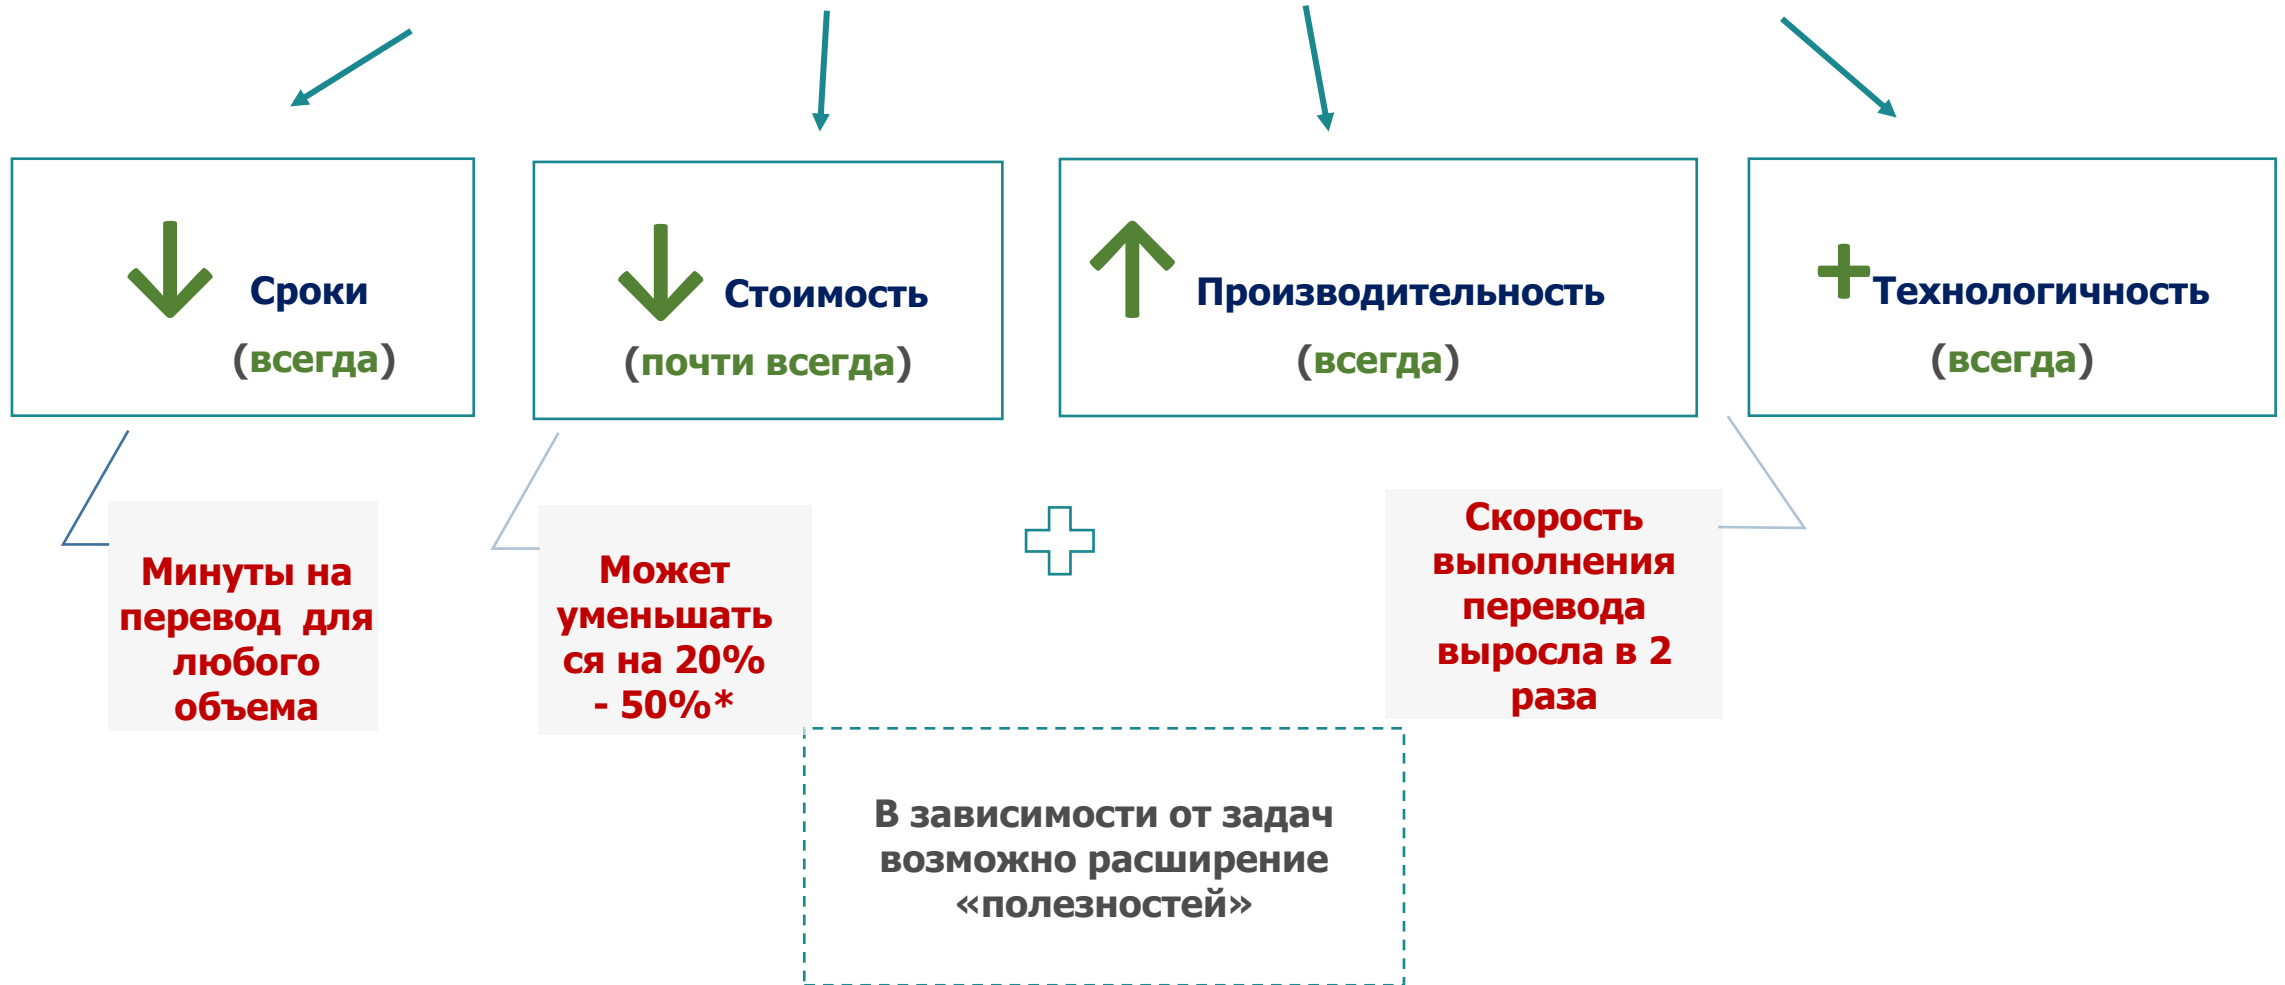 Сроки
(всегда)
Стоимость
(почти всегда)
Производительность
(всегда)
Технологичность
(всегда)
Минуты на
перевод для
любого
объема
Может
уменьшать
ся на 20%
- 50%*
Скорость
выполнения
перевода
выросла в 2
раза
В зависимости от задач
возможно расширение
«полезностей»